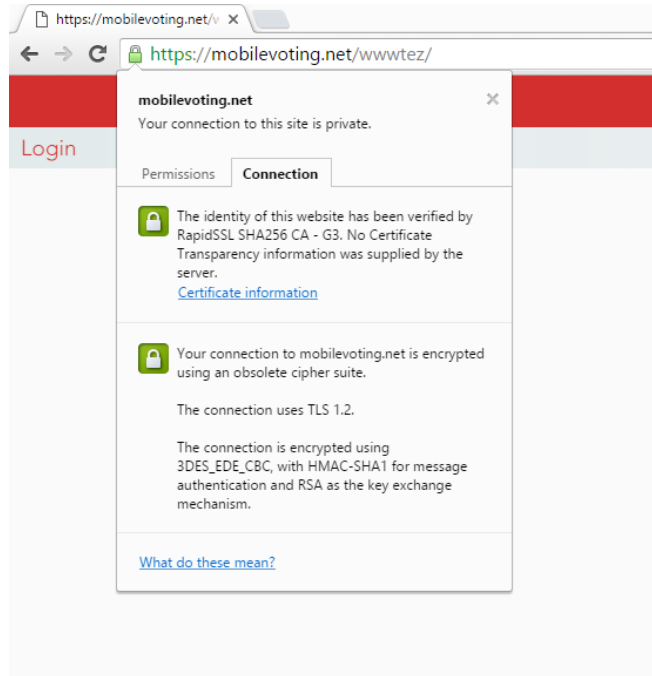 https://mobilevoting.net/v
https://mobilevoting.net/wwwtez/
mobilevoting.net
Your connection to this site is private.
Login
Permissions Connection
The identity of this website has been verified by
RapidSSL SHA256 CA - G3. No Certificate
Transparency information was supplied by the
server.
Certificate information
Your connection to mobilevoting.net is encrypted
using an obsolete cipher suite.
The connection uses TLS 1.2.
The connection is encrypted using
3DES_EDE_CBC, with HMAC-SHA1 for message
authentication and RSA as the key exchange
mechanism.
What do these mean?